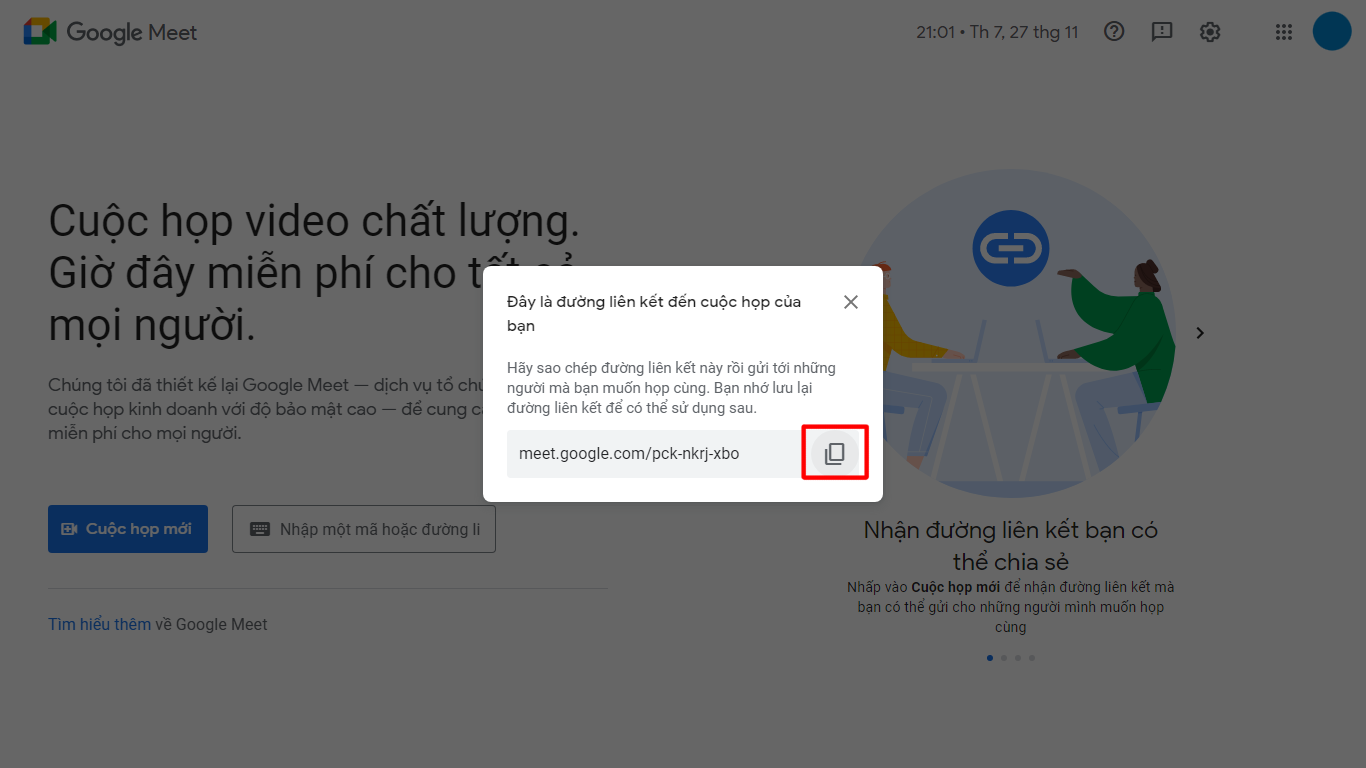 Google Meet
21:01 • Th 7, 27 thg 11
Cuộc họp video chất lượng.
Giờ đây miễn phí cho tất cả
mọi người.
Chúng tôi đã thiết kế lại Google Meet — dịch vụ tổ
cuộc họp kinh doanh với độ bảo mật cao — để cung
miễn phí cho mọi người.
Cuộc họp mới
Nhập một mã hoặc đường li
Tìm hiểu thêm về Google Meet
Đây là đường liên kết đến cuộc họp của
bạn
Hãy sao chép đường liên kết này rồi gửi tới những
người mà bạn muốn họp cùng. Bạn nhớ lưu lại
đường liên kết để có thể sử dụng sau.
meet.google.com/pck-nkrj-xbo
Nhận đường liên kết bạn có
thể chia sẻ
Nhấp vào Cuộc họp mới để nhận đường liên kết mà
bạn có thể gửi cho những người mình muốn họp
cùng